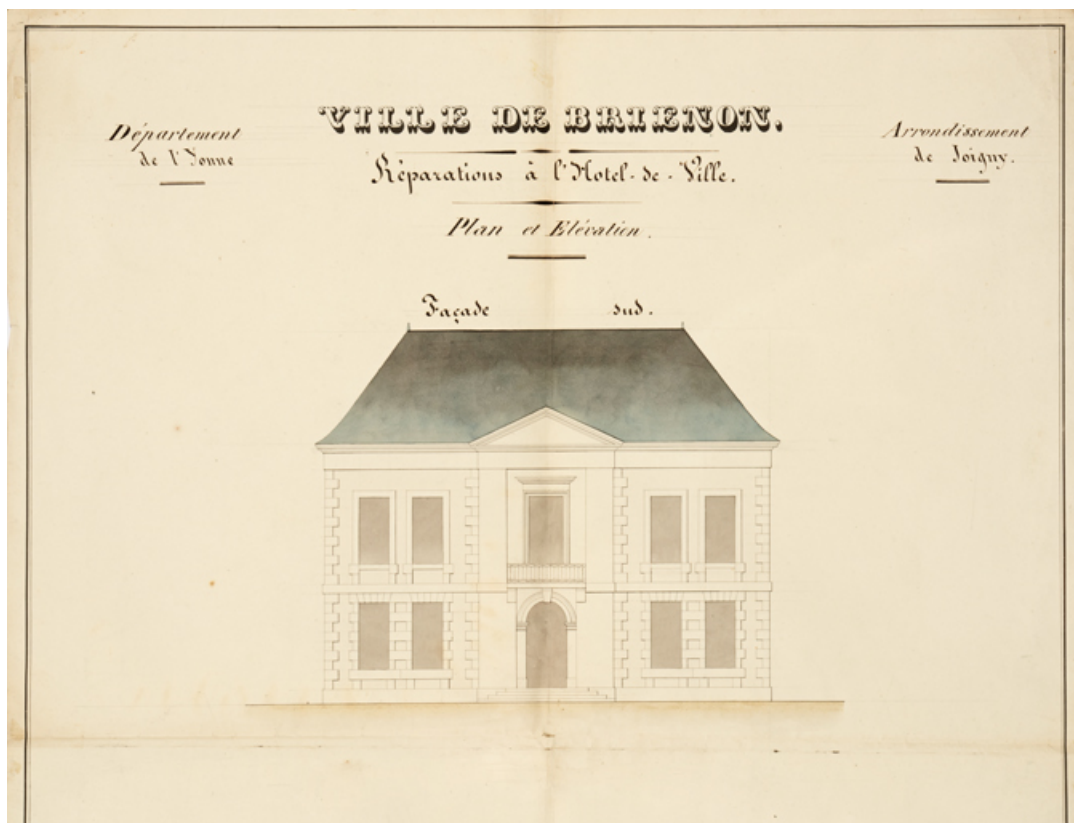 VILLE DE BRIENON.
Département
de l'Yonne
Arrondissement
de Joigny.
Réparations à l'Hotel-de-Ville.
Plan et Elévation.
Façade sud.